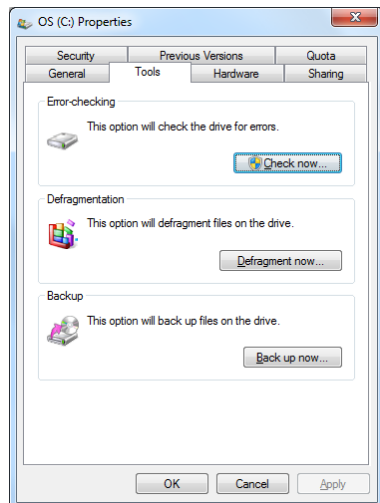 OS (C:) Properties
Security Previous Versions Quota
General Tools Hardware Sharing
Error-checking
This option will check the drive for errors.
Check now...
Defragmentation
This option will defragment files on the drive.
Defragment now...
Backup
This option will back up files on the drive.
Back up now...
OK Cancel Apply